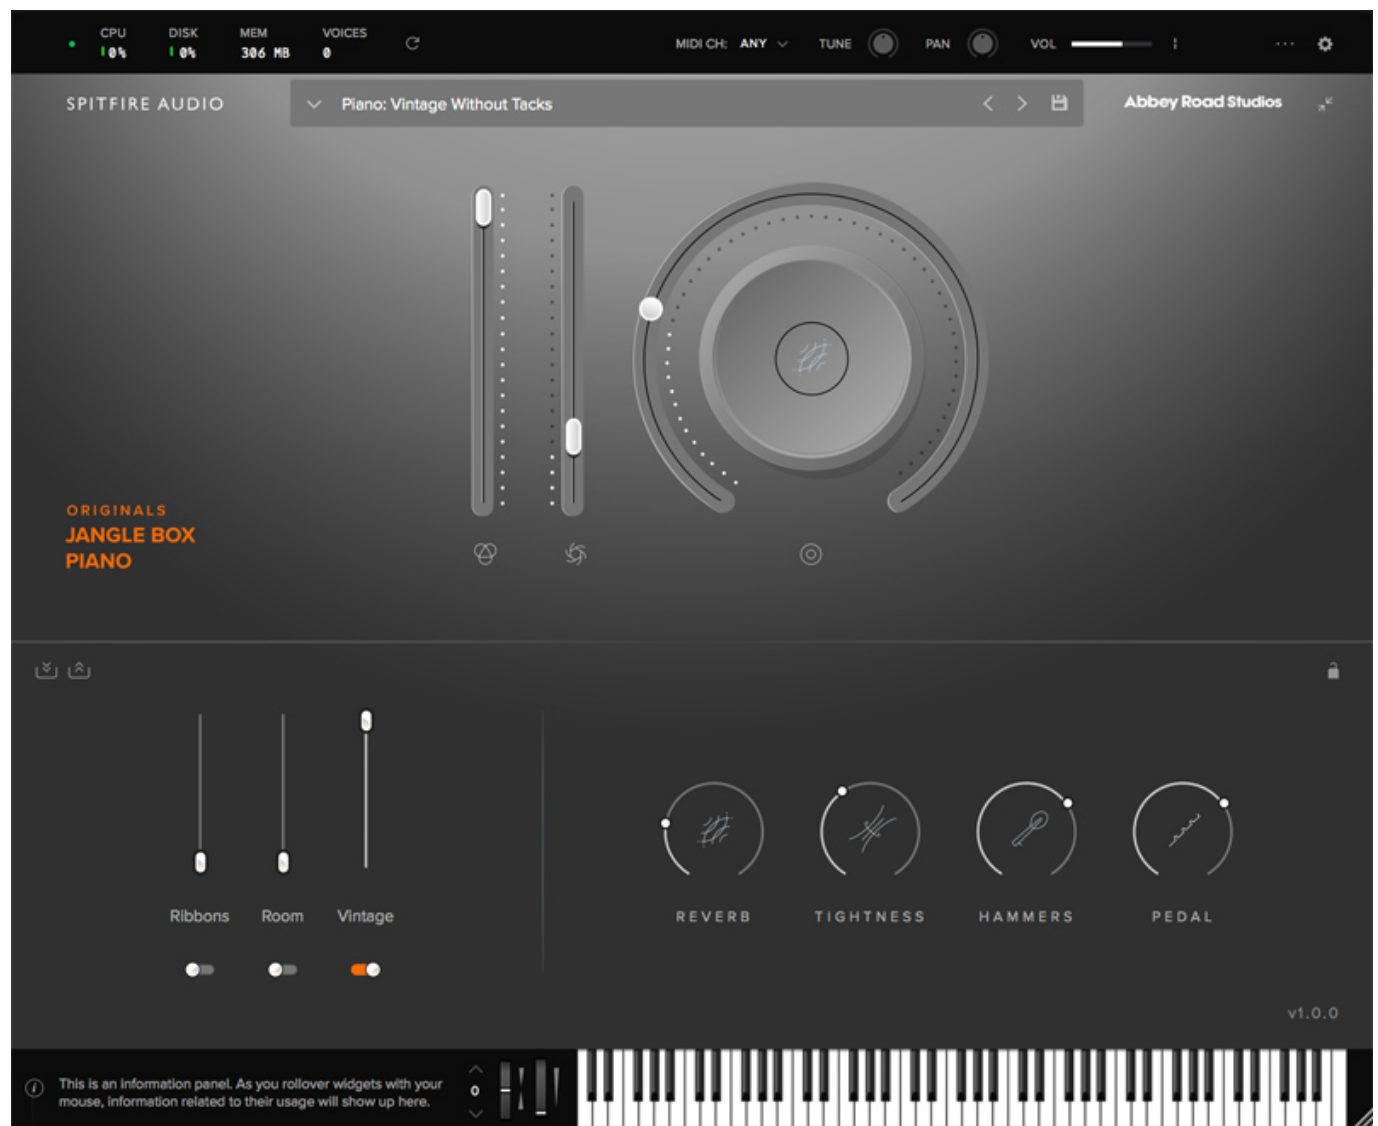 CPU DISK MEM VOICES
0% 0% 306 MB 0
MIDI CH: ANY TUNE PAN VOL
SPITFIRE AUDIO
Piano: Vintage Without Tacks
Abbey Road Studios
ORIG!NALS
JANGLE BOX
PIANO
Ribbons Room Vintage
REVERB TIGHTNESS HAMMERS PEDAL
v1.0.0
This is an information panel. As you rollover widgets with your
mouse, information related to their usage will show up here.
0